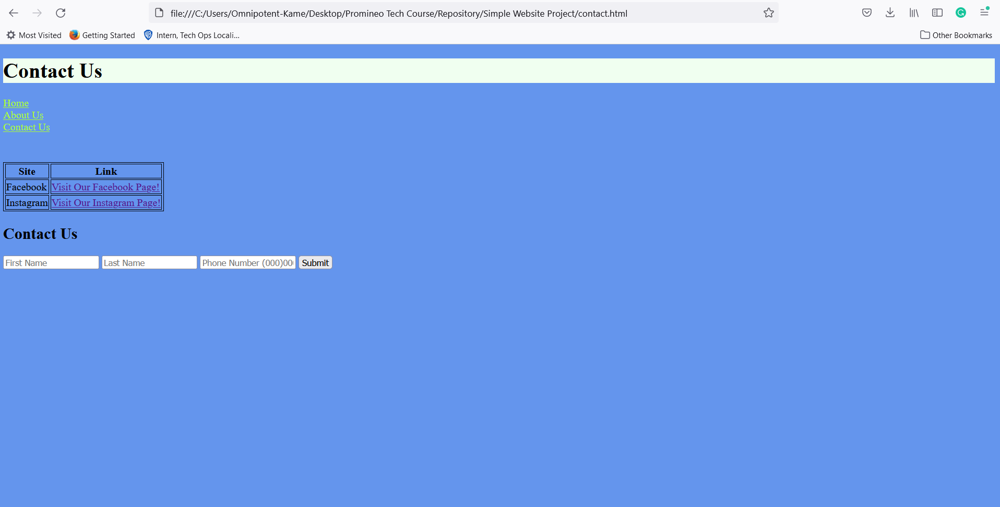 file:///C:/Users/Omnipotent-Kame/Desktop/Promineo Tech Course/Repository/Simple Website Project/contact.html
Most Visited Getting Started Intern, Tech Ops Locali... Other Bookmarks
Contact Us
Home
About Us
Contact Us
Site Link
Facebook Visit Our Facebook Page!
Instagram Visit Our Instagram Page!
Contact Us
First Name Last Name Phone Number (000)00 Submit